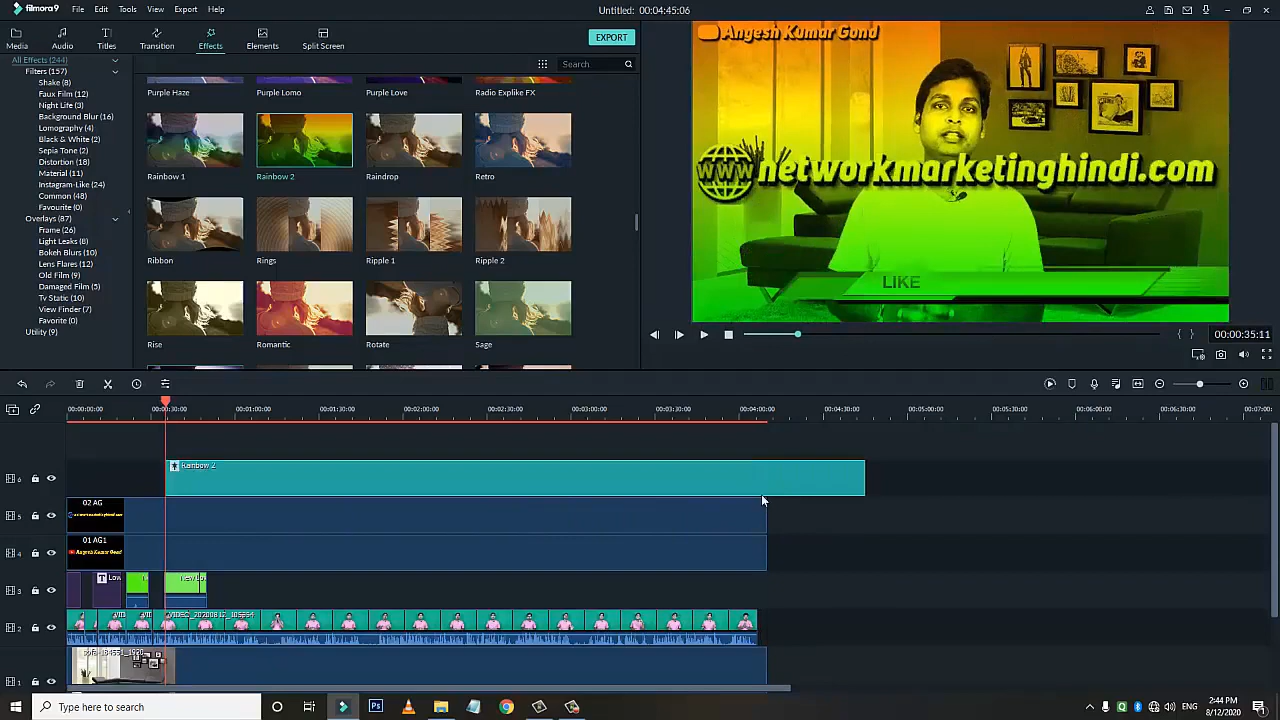 filmora9
File
Edit
Tools
View
Export
Help
Untitled: 00:04:45:06
Media
Audio
Titles
Transition
Effects
Elements
Split Screen
EXPORT
Search
All Effects (244)
Filters (157)
Shake (8)
Faux Film (12)
Night Life (3)
Background Blur (16)
Lomography (4)
Black & White (2)
Sepia Tone (2)
Distortion (18)
Material (11)
Instagram-Like (24)
Common (48)
Favourite (0)
Overlays (87)
Frame (26)
Light Leaks (8)
Bokeh Blurs (10)
Lens Flares (12)
Old Film (9)
Damaged Film (5)
Tv Static (10)
View Finder (7)
Favorite (0)
Utility (9)
Purple Haze
Purple Lomo
Purple Love
Radio Explike FX
Rainbow 1
Rainbow 2
Raindrop
Retro
Ribbon
Rings
Ripple 1
Ripple 2
Rise
Romantic
Rotate
Sage
Angesh Kumar Gond
www networkmarketinghindi.com
LIKE
00:00:35:11
00:00:00:00
00:00:30:00
00:01:00:00
00:01:30:00
00:02:00:00
00:02:30:00
00:03:00:00
00:03:30:00
00:04:00:00
00:04:30:00
00:05:00:00
00:05:30:00
00:06:00:00
00:06:30:00
00:07:00
6
Rainbow 2
5
02 AG
4
01 AG1
Angesh Kumar Gond
3
Low
2
1
Type here to search
ENG
2:44 PM
8/12/2020